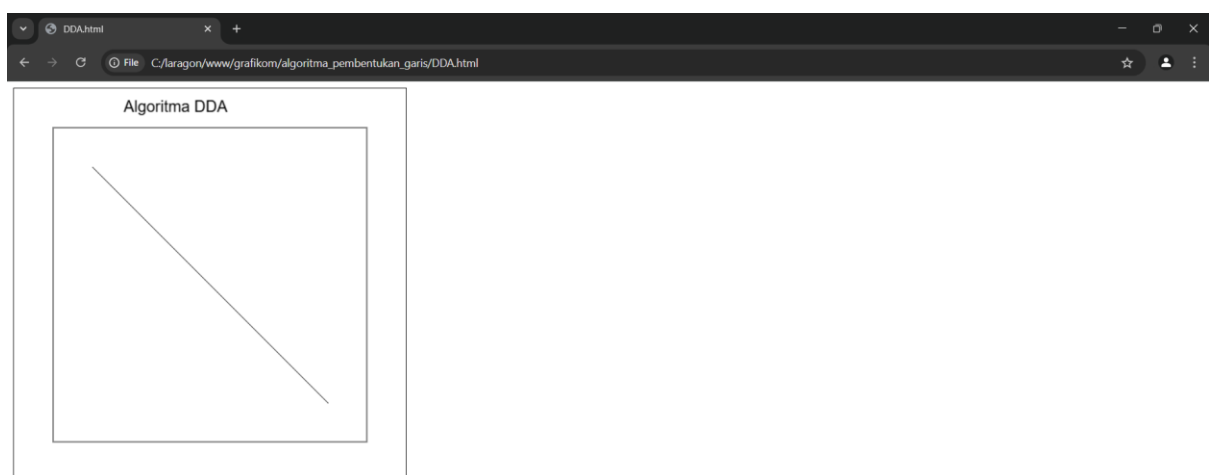 DDA.html
File C:/laragon/www/grafikom/algoritma_pembentukan_garis/DDA.html
Algoritma DDA